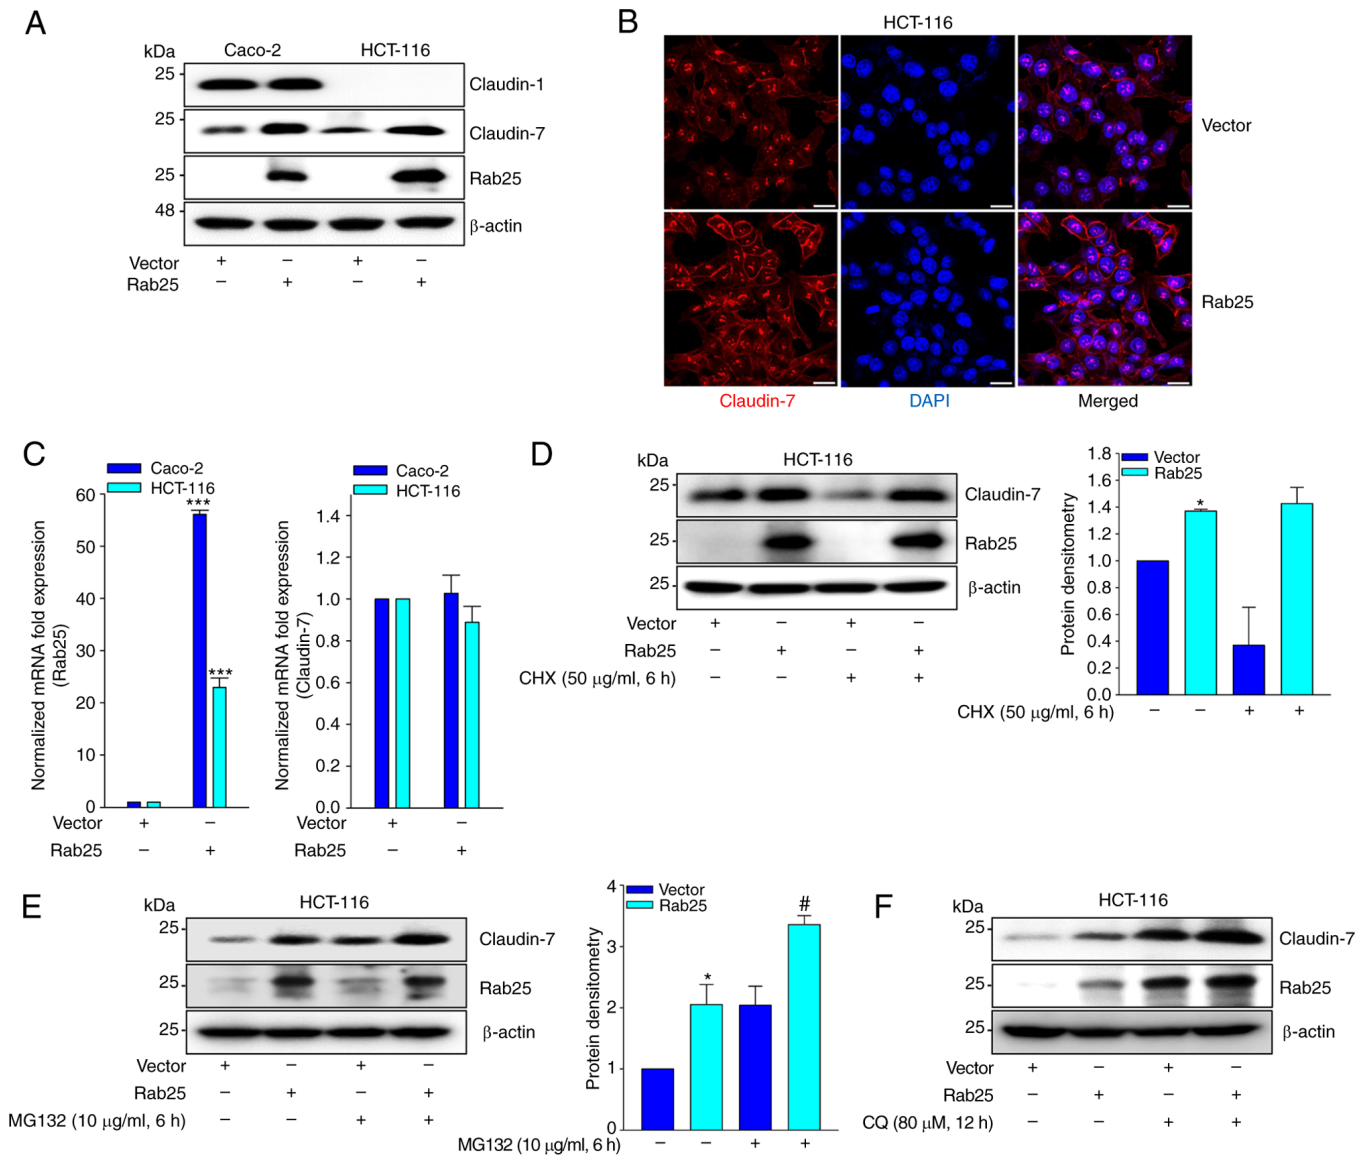 A
kDa
Caco-2 HCT-116
25
Claudin-1
25
Claudin-7
25
Rab25
48
β-actin
Vector + − + −
Rab25 − + − +
B
HCT-116
Vector
Rab25
Claudin-7 DAPI Merged
C
Caco-2
HCT-116
Normalized mRNA fold expression
(Rab25)
60
50
40
30
20
10
0
***
***
Vector + −
Rab25 − +
Caco-2
HCT-116
Normalized mRNA fold expression
(Claudin-7)
1.4
1.2
1.0
0.8
0.6
0.4
0.2
0.0
Vector + −
Rab25 − +
D
kDa
HCT-116
25
Claudin-7
25
Rab25
25
β-actin
Vector + − + −
Rab25 − + − +
CHX (50 μg/ml, 6 h) − − + +
Vector
Rab25
Protein densitometry
1.8
1.6
1.4
1.2
1.0
0.8
0.6
0.4
0.2
0.0
*
CHX (50 μg/ml, 6 h) − − + +
E
kDa
HCT-116
25
Claudin-7
25
Rab25
25
β-actin
Vector + − + −
Rab25 − + − +
MG132 (10 μg/ml, 6 h) − − + +
Vector
Rab25
Protein densitometry
4
3
2
1
0
*
#
MG132 (10 μg/ml, 6 h) − − + +
F
kDa
HCT-116
25
Claudin-7
25
Rab25
25
β-actin
Vector + − + −
Rab25 − + − +
CQ (80 μM, 12 h) − − + +